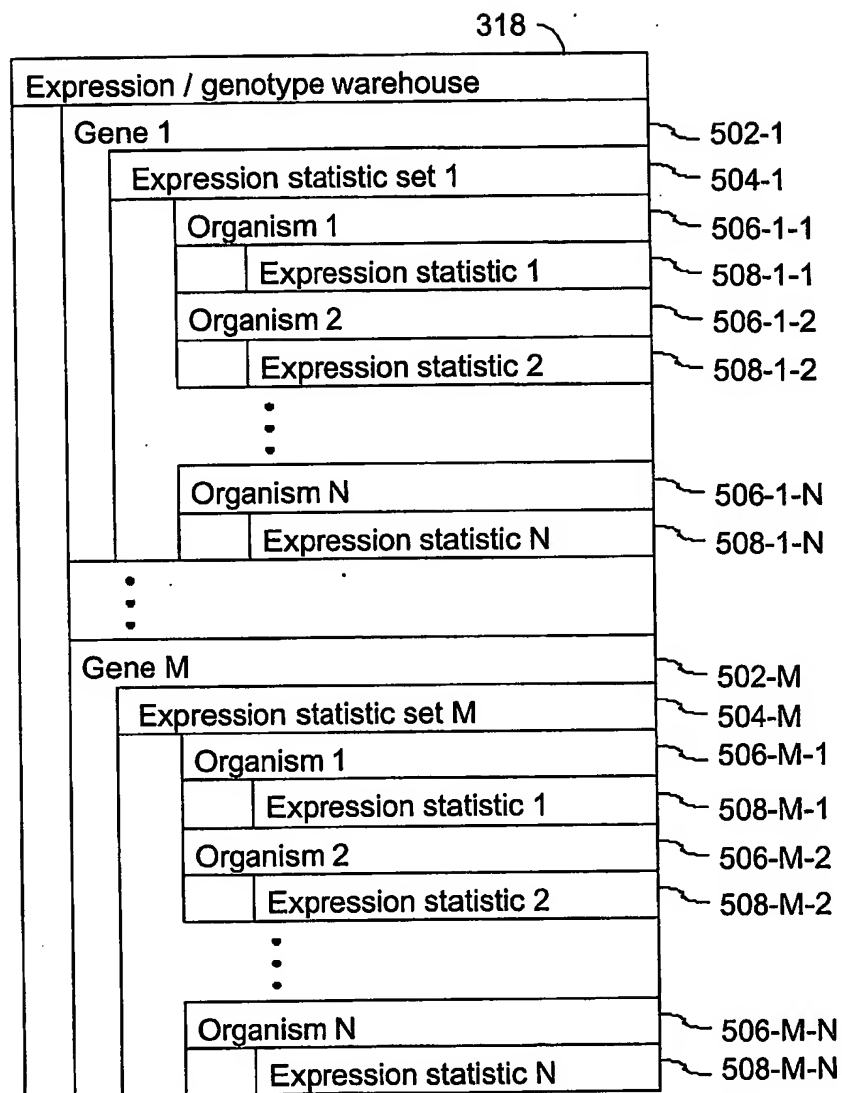 318
Expression / genotype warehouse
Gene 1 502-1
Expression statistic set 1 504-1
Organism 1 506-1-1
Expression statistic 1 508-1-1
Organism 2 506-1-2
Expression statistic 2 508-1-2
Organism N 506-1-N
Expression statistic N 508-1-N
Gene M 502-M
Expression statistic set M 504-M
Organism 1 506-M-1
Expression statistic 1 508-M-1
Organism 2 506-M-2
Expression statistic 2 508-M-2
Organism N 506-M-N
Expression statistic N 508-M-N